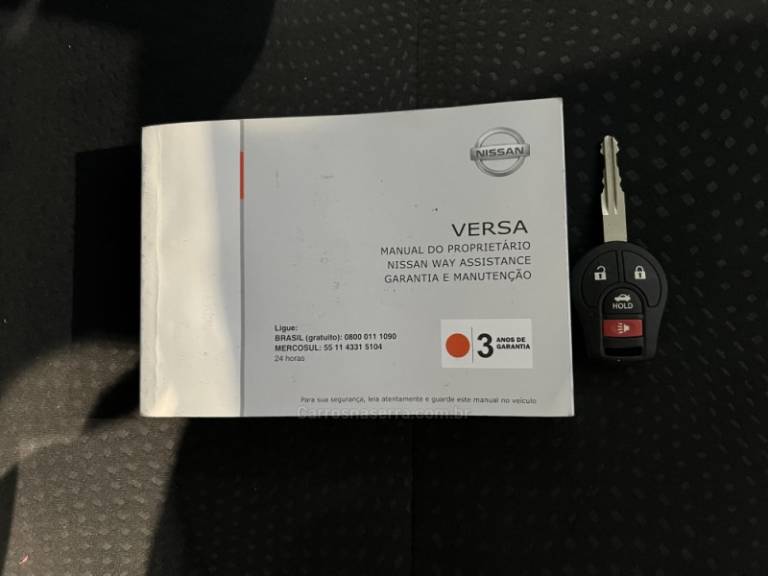 NISSAN
VERSA
MANUAL DO PROPRIETÁRIO
NISSAN WAY ASSISTANCE
GARANTIA E MANUTENÇÃO
Ligue:
BRASIL (gratuito): 0800 011 1090
MERCOSUL: 55 11 4331 5104
24 horas
3 ANOS DE
GARANTIA
Para sua segurança, leia atentamente e guarde este manual no veículo
Carrosnaserra.com.br
HOLD